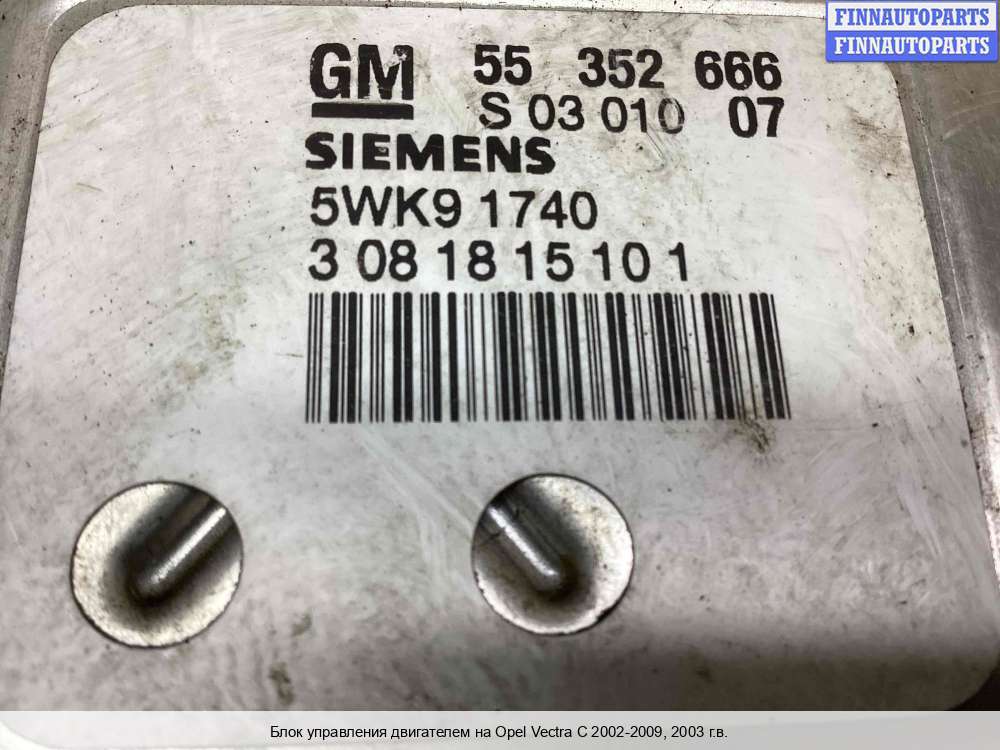 FINNAUTOPARTS
FINNAUTOPARTS
GM 55 352 666
S 03 010 07
SIEMENS
5WK9 1740
3 08 18 15 10 1
Блок управления двигателем на Opel Vectra C 2002-2009, 2003 г.в.